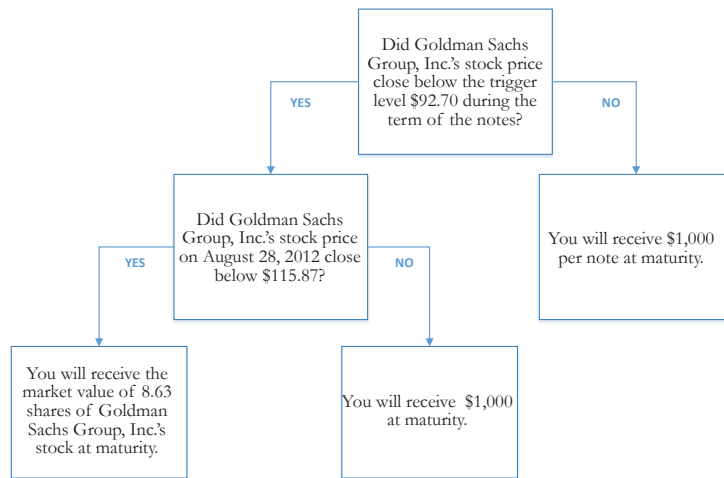 Did Goldman Sachs
Group, Inc.'s stock price
close below the trigger
level $92.70 during the
term of the notes?
YES
NO
Did Goldman Sachs
Group, Inc.'s stock price
on August 28, 2012 close
below $115.87?
You will receive $1,000
per note at maturity.
YES
NO
You will receive the
market value of 8.63
shares of Goldman
Sachs Group, Inc.'s
stock at maturity.
You will receive  $1,000
at maturity.